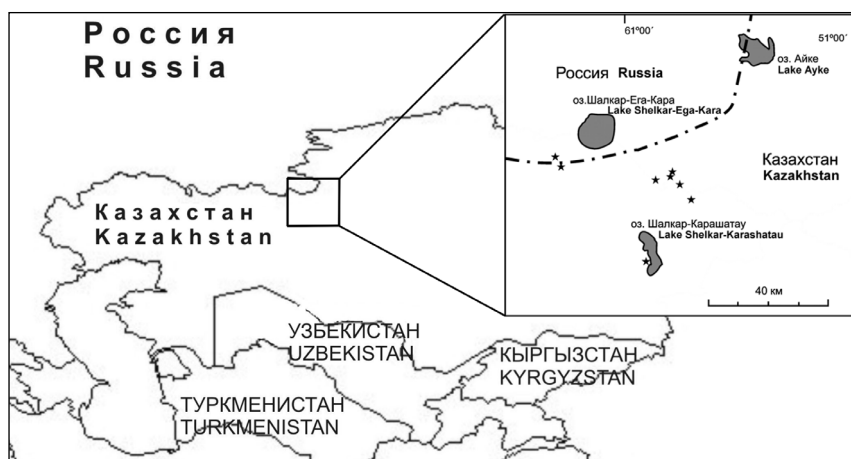 Россия
Russia
61°00´
51°00´
оз. Айке
Lake Ayke
Россия Russia
оз.Шалкар-Ега-Кара
Lake Shelkar-Ega-Kara
Казахстан
Kazakhstan
оз. Шалкар-Карашатау
Lake Shelkar-Karashatau
40 км
Казахстан
Kazakhstan
УЗБЕКИСТАН
UZBEKISTAN
КЫРГЫЗСТАН
KYRGYZSTAN
ТУРКМЕНИСТАН
TURKMENISTAN